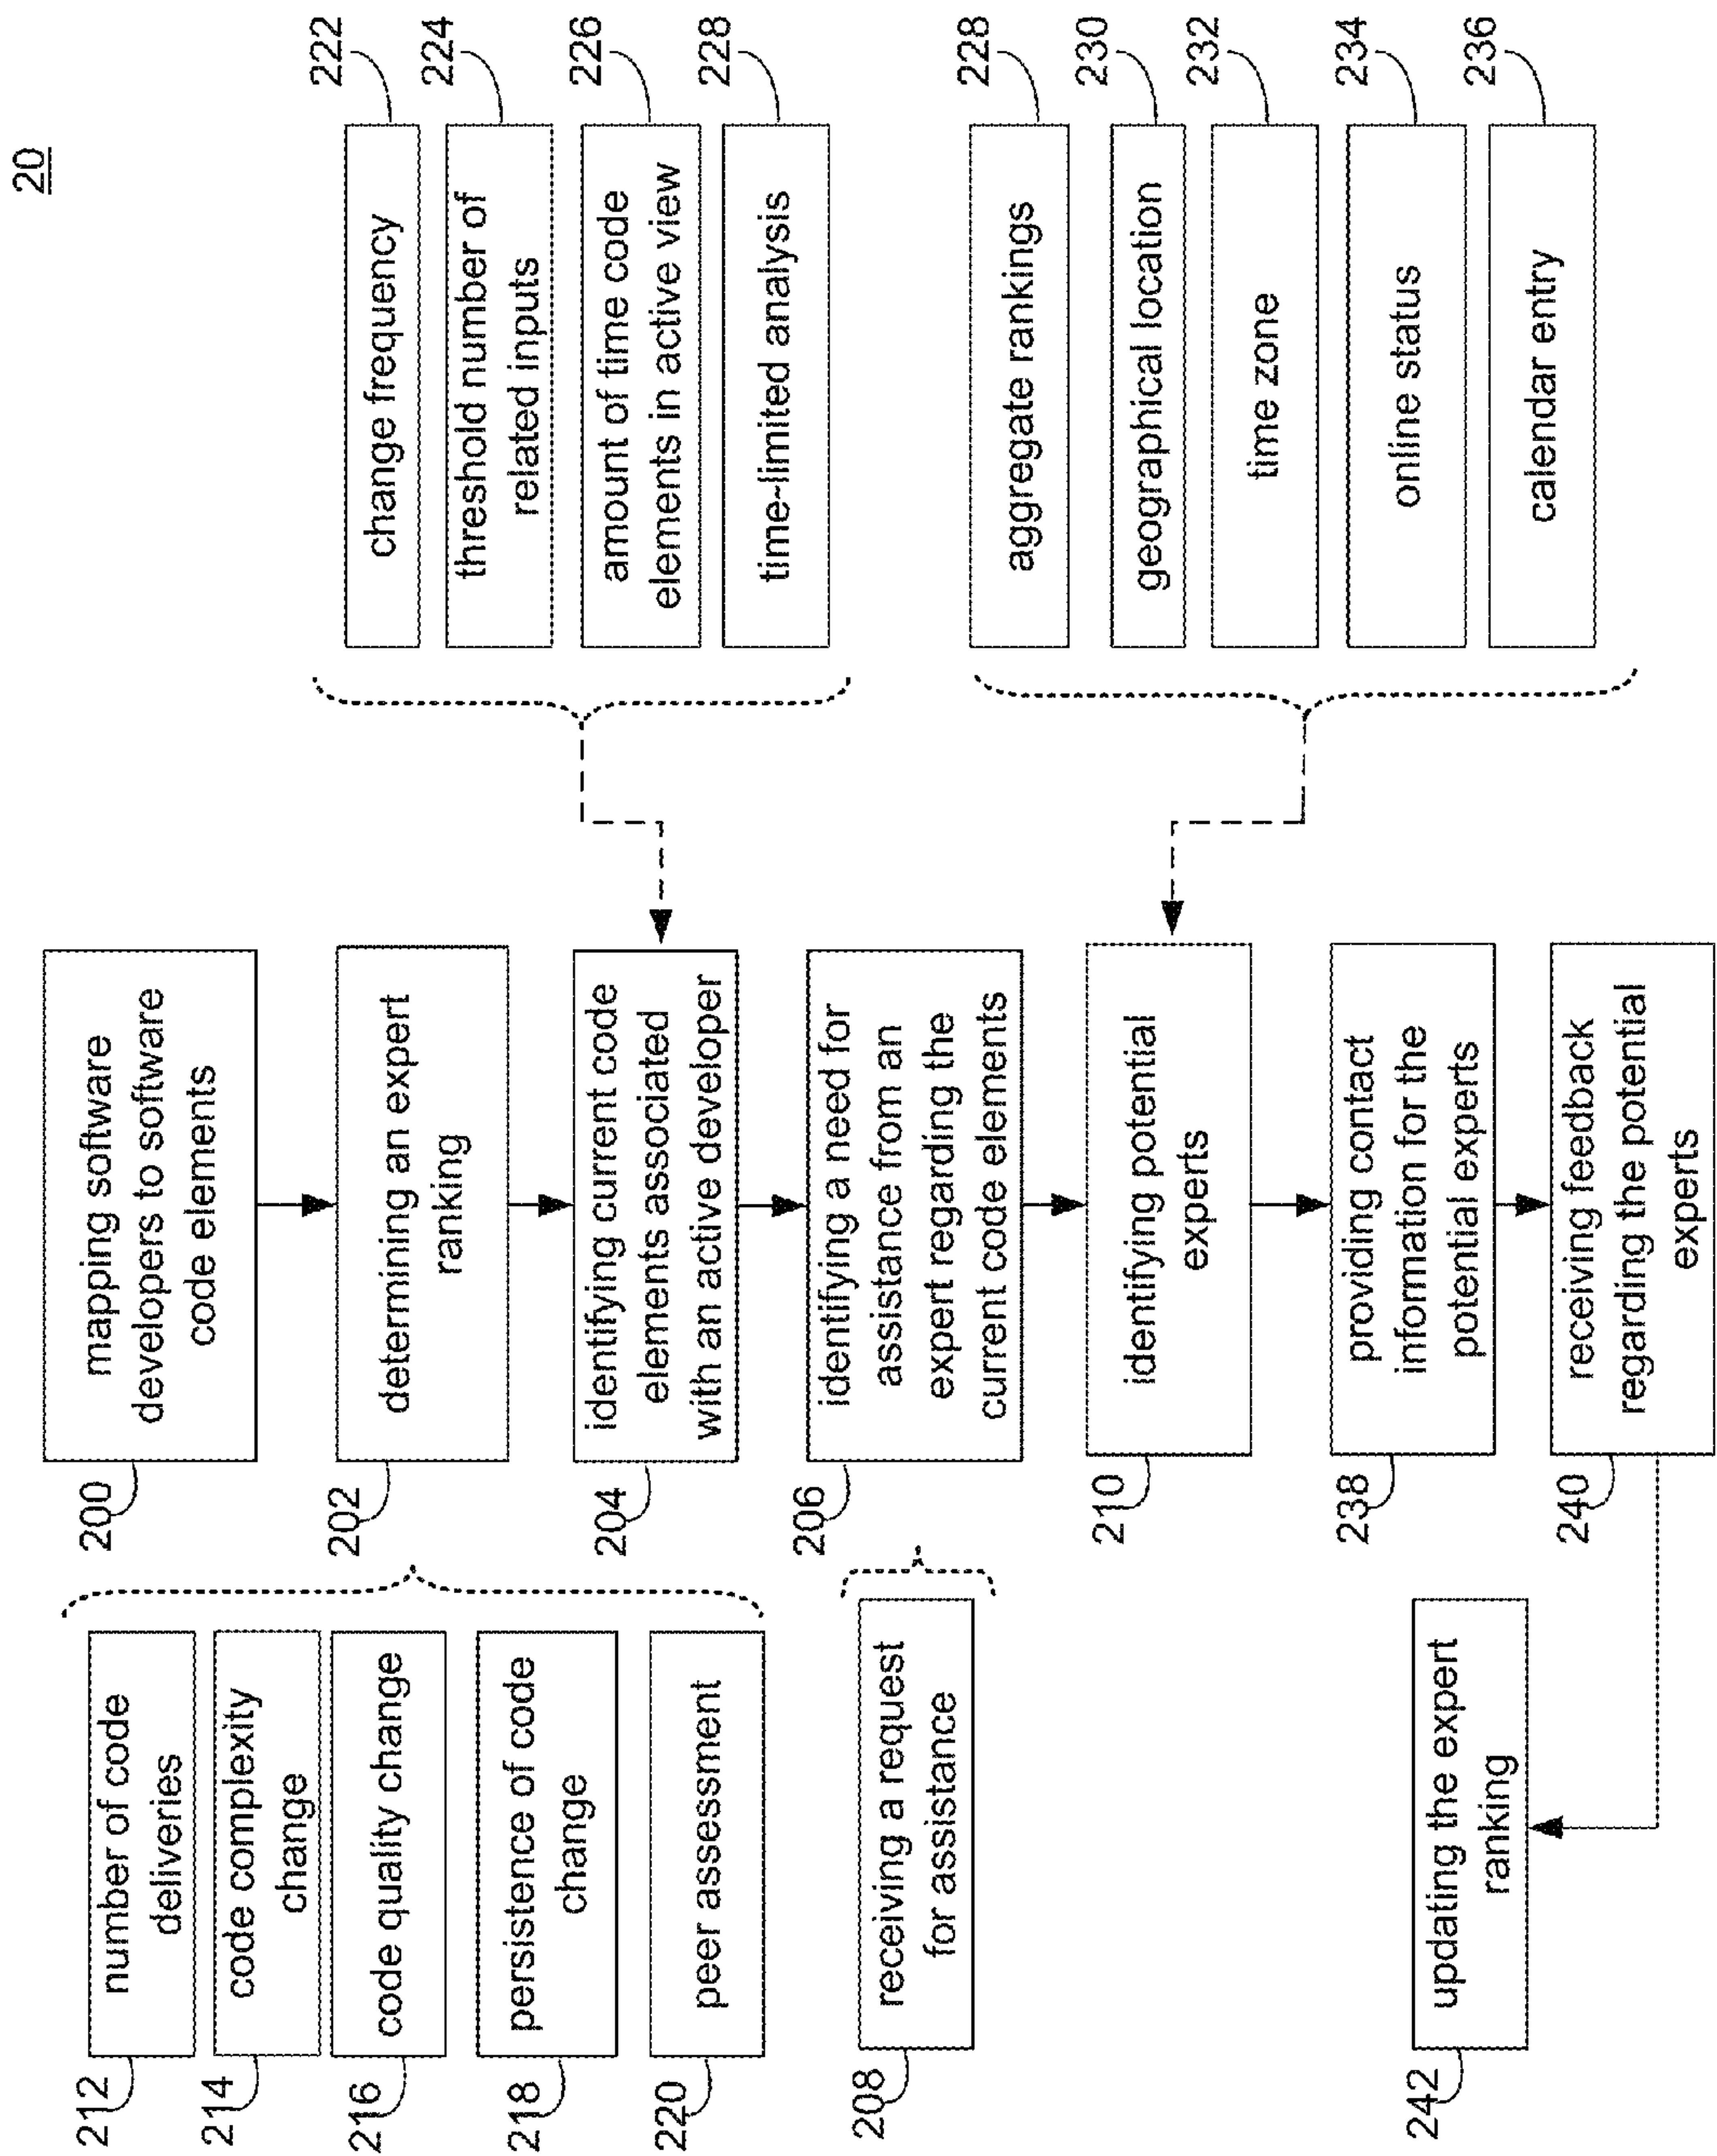 20
200
mapping software
developers to software
code elements
202
determining an expert
ranking
204
identifying current code
elements associated
with an active developer
206
identifying a need for
assistance from an
expert regarding the
current code elements
210
identifying potential
experts
238
providing contact
information for the
potential experts
240
receiving feedback
regarding the potential
experts
212
number of code
deliveries
214
code complexity
change
216
code quality change
218
persistence of code
change
220
peer assessment
208
receiving a request
for assistance
242
updating the expert
ranking
change frequency
222
threshold number of
related inputs
224
amount of time code
elements in active view
226
time-limited analysis
228
aggregate rankings
228
geographical location
230
time zone
232
online status
234
calendar entry
236